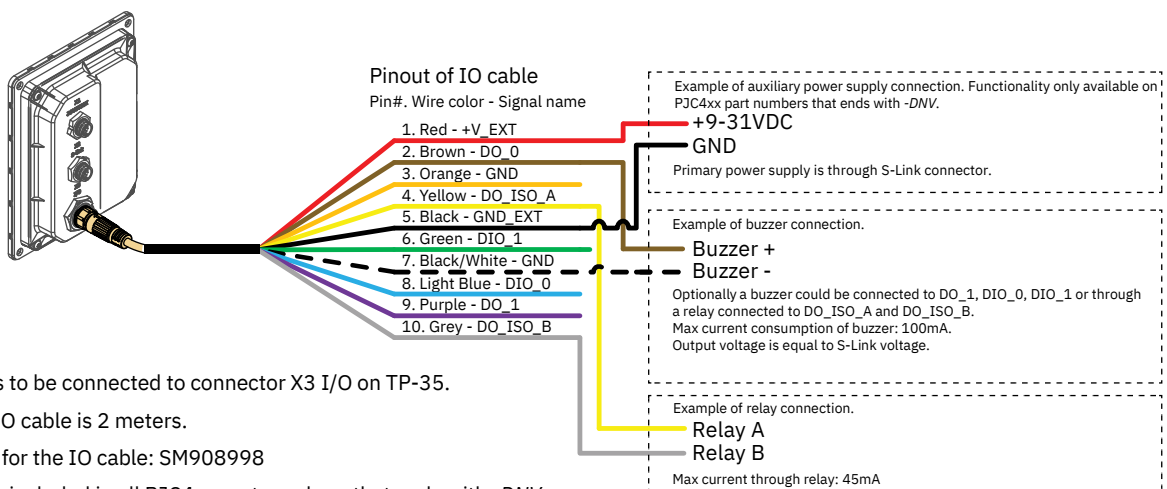 Pinout of IO cable
Pin#. Wire color - Signal name
1. Red - +V_EXT
2. Brown - DO_0
3. Orange - GND
4. Yellow - DO_ISO_A
5. Black - GND_EXT
6. Green - DIO_1
7. Black/White - GND
8. Light Blue - DIO_0
9. Purple - DO_1
10. Grey - DO_ISO_B
Example of auxiliary power supply connection. Functionality only available on
PJC4xx part numbers that ends with -DNV.
+9-31VDC
GND
Primary power supply is through S-Link connector.
Example of buzzer connection.
Buzzer +
Buzzer -
Optionally a buzzer could be connected to DO_1, DIO_0, DIO_1 or through
a relay connected to DO_ISO_A and DO_ISO_B.
Max current consumption of buzzer: 100mA.
Output voltage is equal to S-Link voltage.
Example of relay connection.
Relay A
Relay B
Max current through relay: 45mA
to be connected to connector X3 I/O on TP-35.
IO cable is 2 meters.
for the IO cable: SM908998